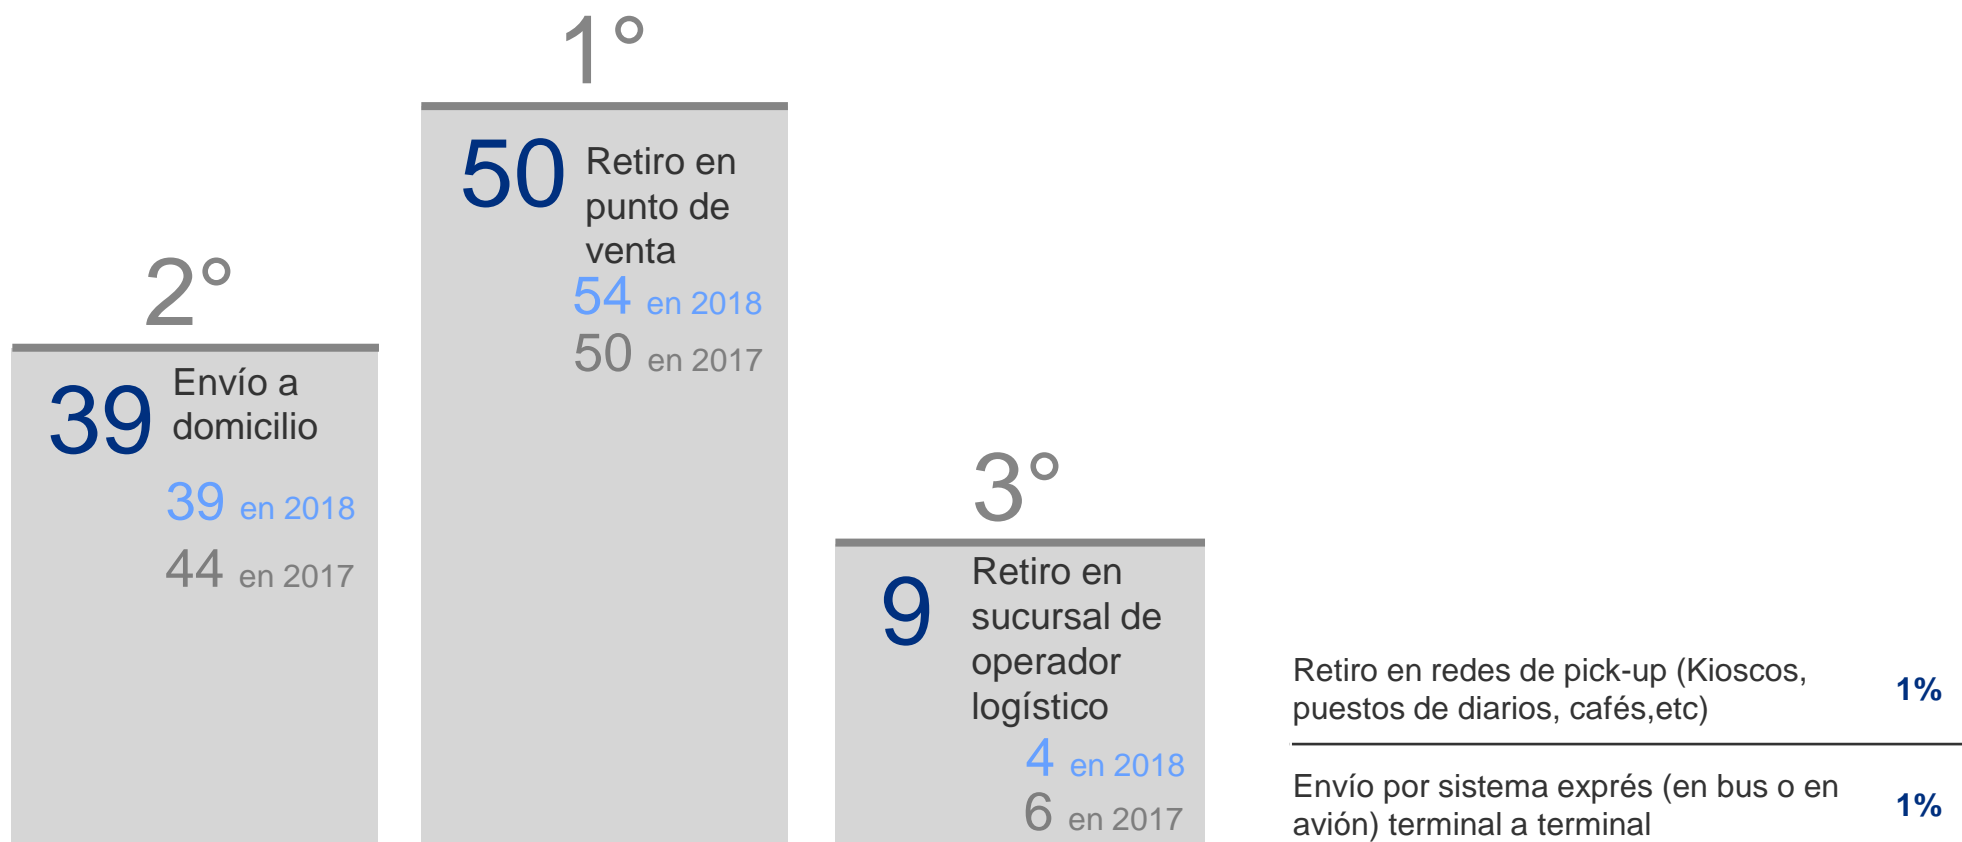 1°
50
Retiro en
punto de
venta
54 en 2018
50 en 2017
2°
39
Envío a
domicilio
39 en 2018
44 en 2017
3°
9
Retiro en
sucursal de
operador
logístico
4 en 2018
6 en 2017
Retiro en redes de pick-up (Kioscos,
puestos de diarios, cafés,etc)
1%
Envío por sistema exprés (en bus o en
avión) terminal a terminal
1%